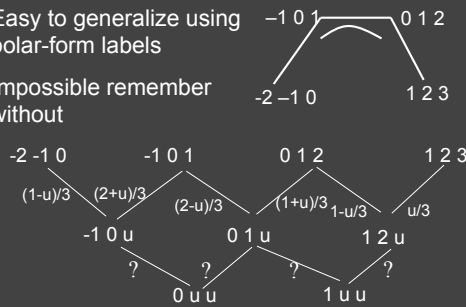 Easy to generalize using
polar-form labels
–1 0 1
0 1 2
Impossible remember
without
-2 –1 0
1 2 3
-2 -1 0
-1 0 1
0 1 2
1 2 3
(1-u)/3
(2+u)/3
(2-u)/3
(1+u)/3
1-u/3
u/3
-1 0 u
0 1 u
1 2 u
?
?
?
?
0 u u
1 u u